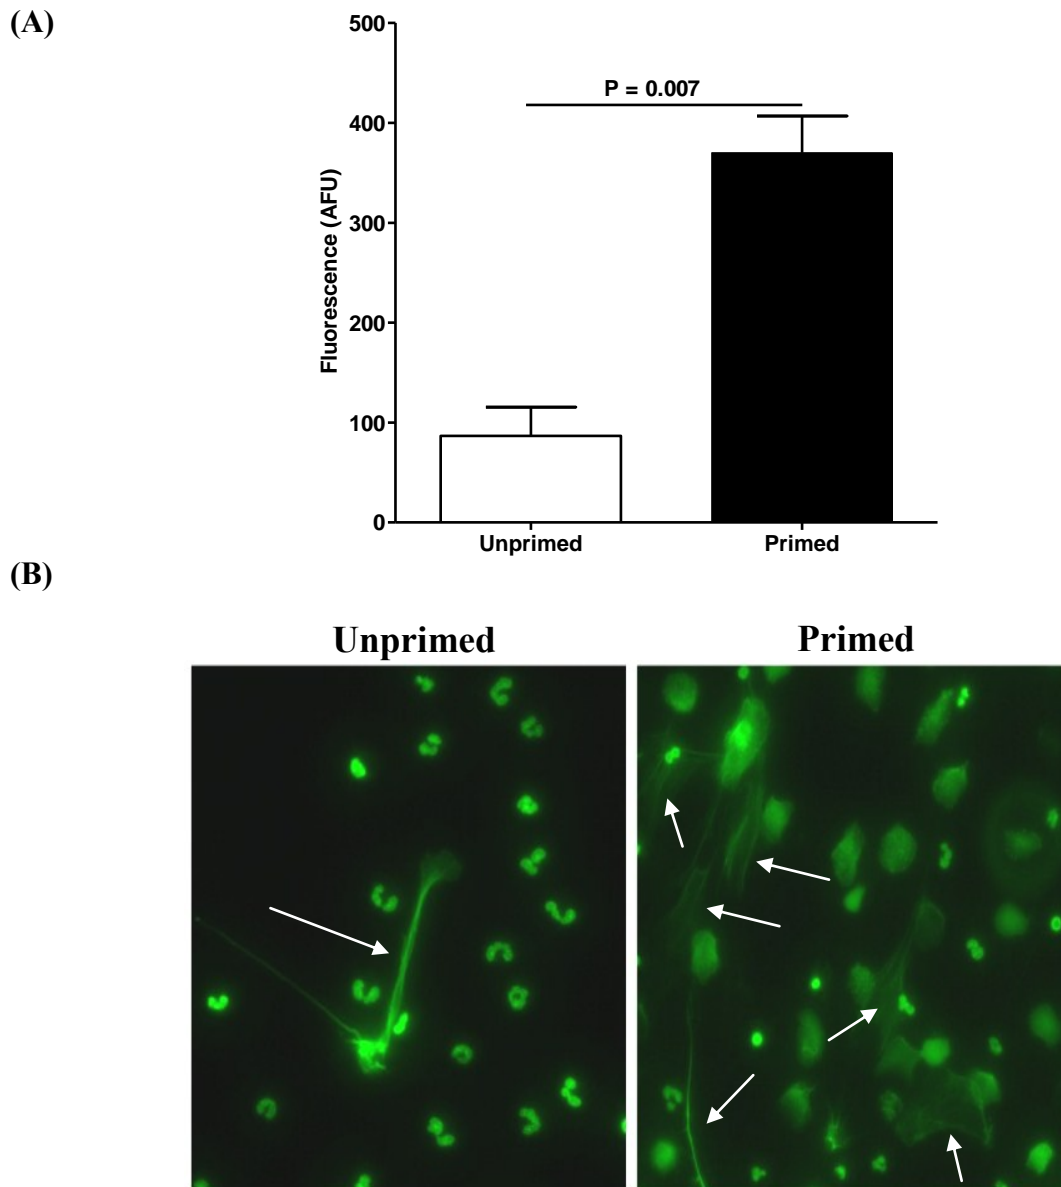 (A)
500
P = 0.007
400
300
200
100
0
Fluorescence (AFU)
Unprimed Primed
(B)
Unprimed Primed